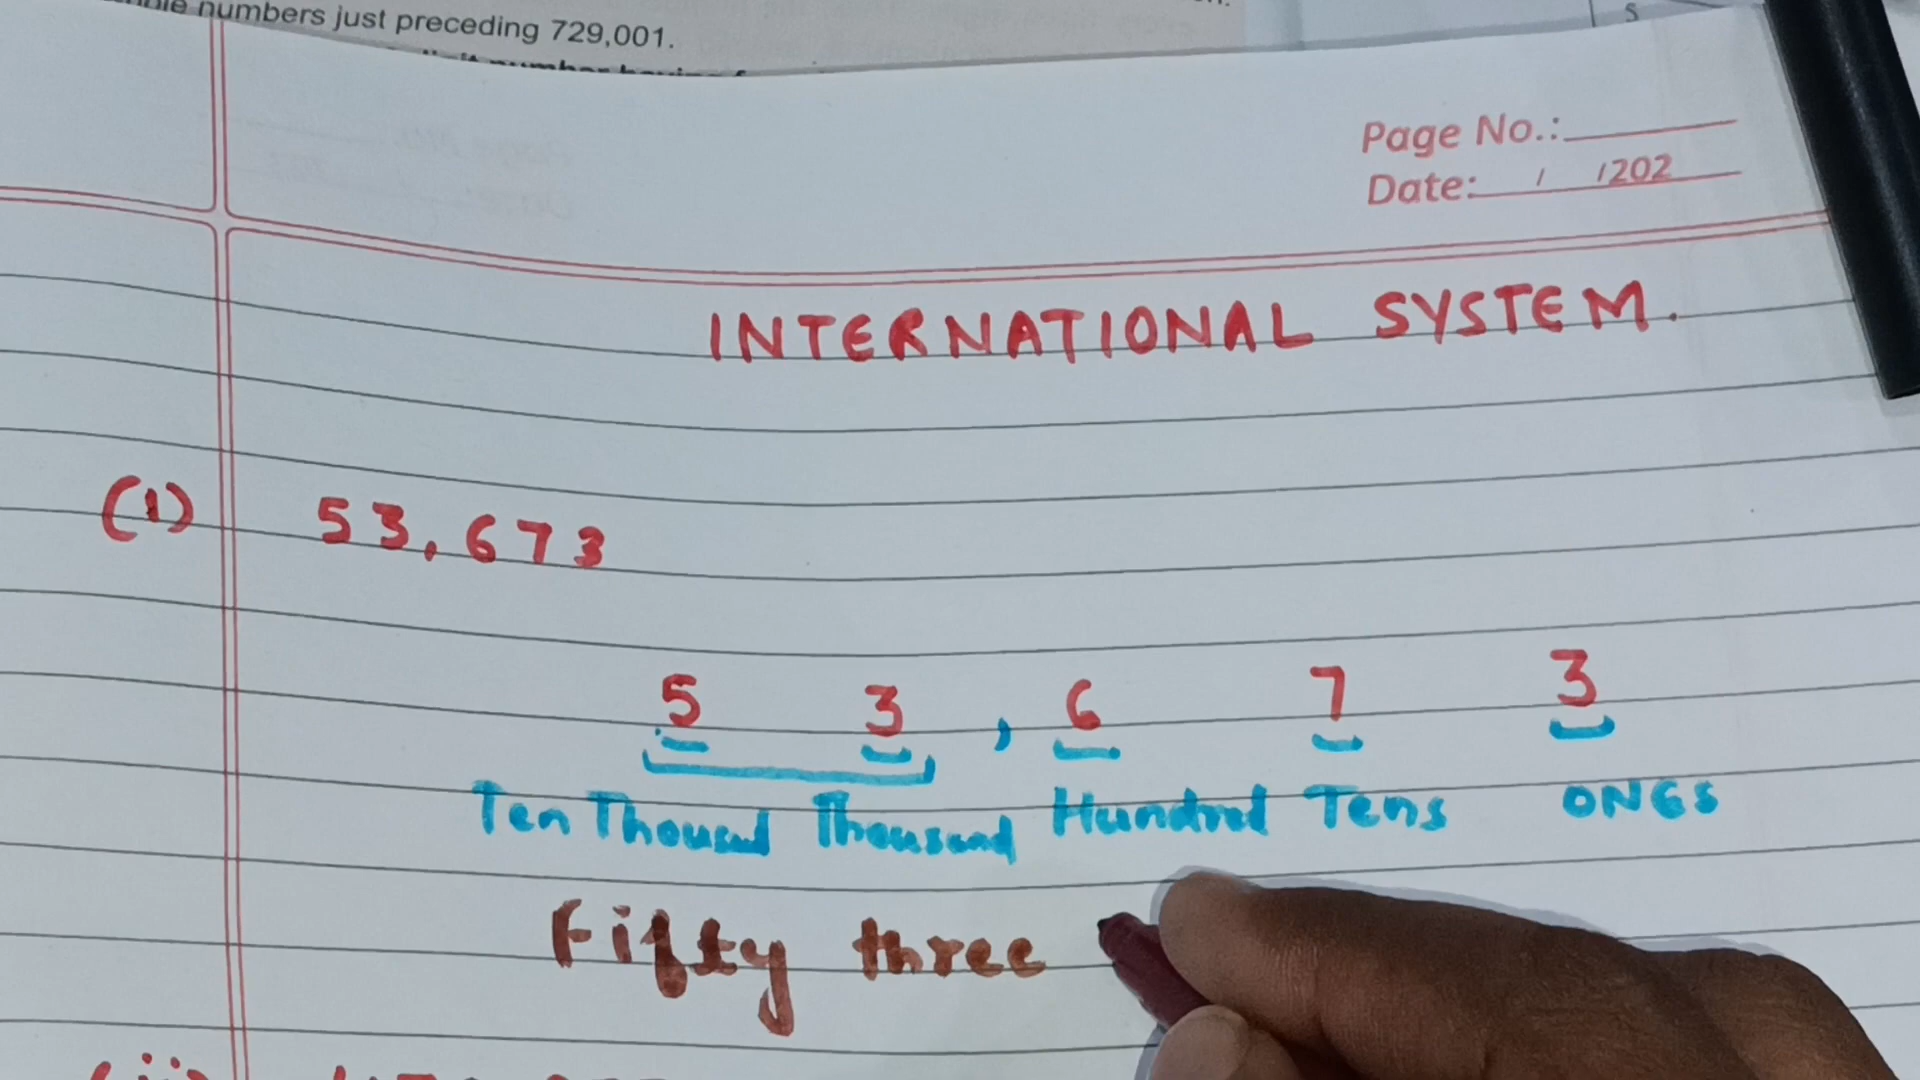 numbers just preceding 729,001.
S
Page No.:
Date: / /202
INTERNATIONAL SYSTEM.
(1) 53,673
5 3 , 6 7 3
Ten Thousand Thousand Hundred Tens ONES
Fifty three
(ii)